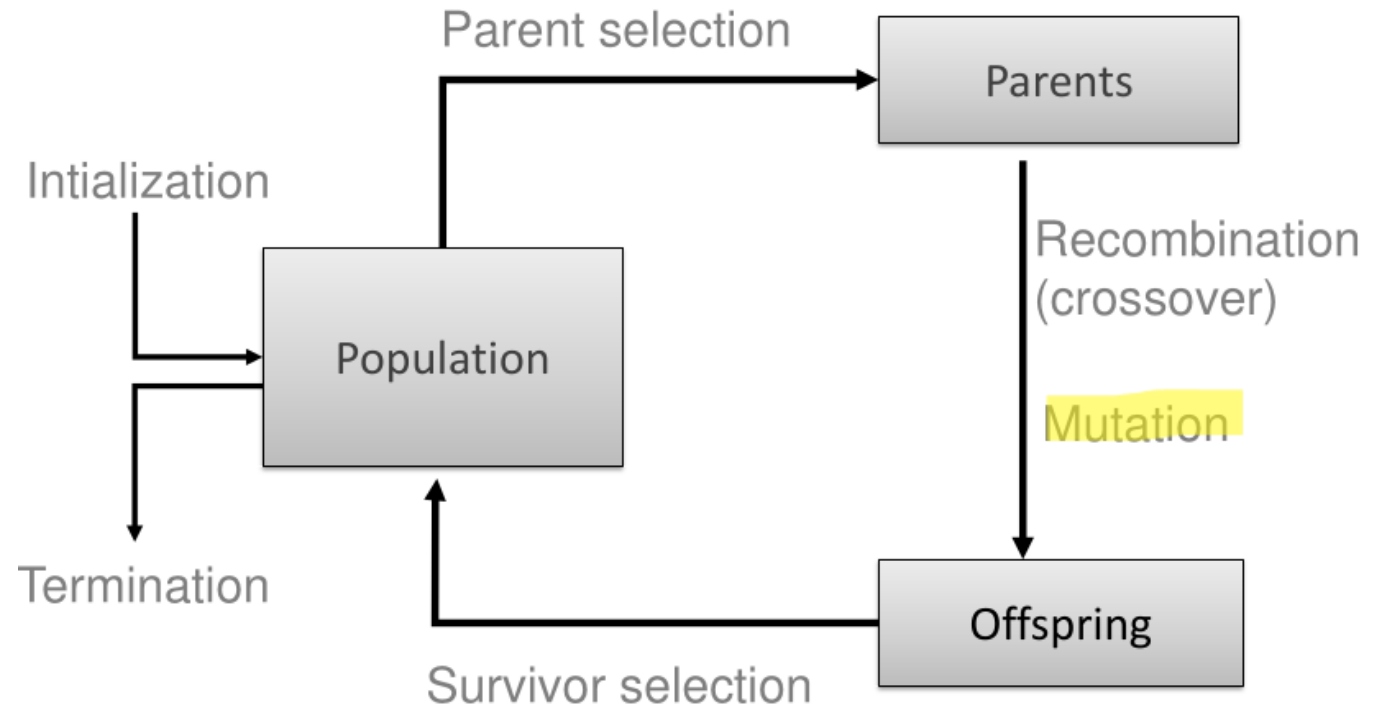 Parent selection
Parents
Intialization
Recombination
(crossover)
Population
Mutation
Termination
Offspring
Survivor selection